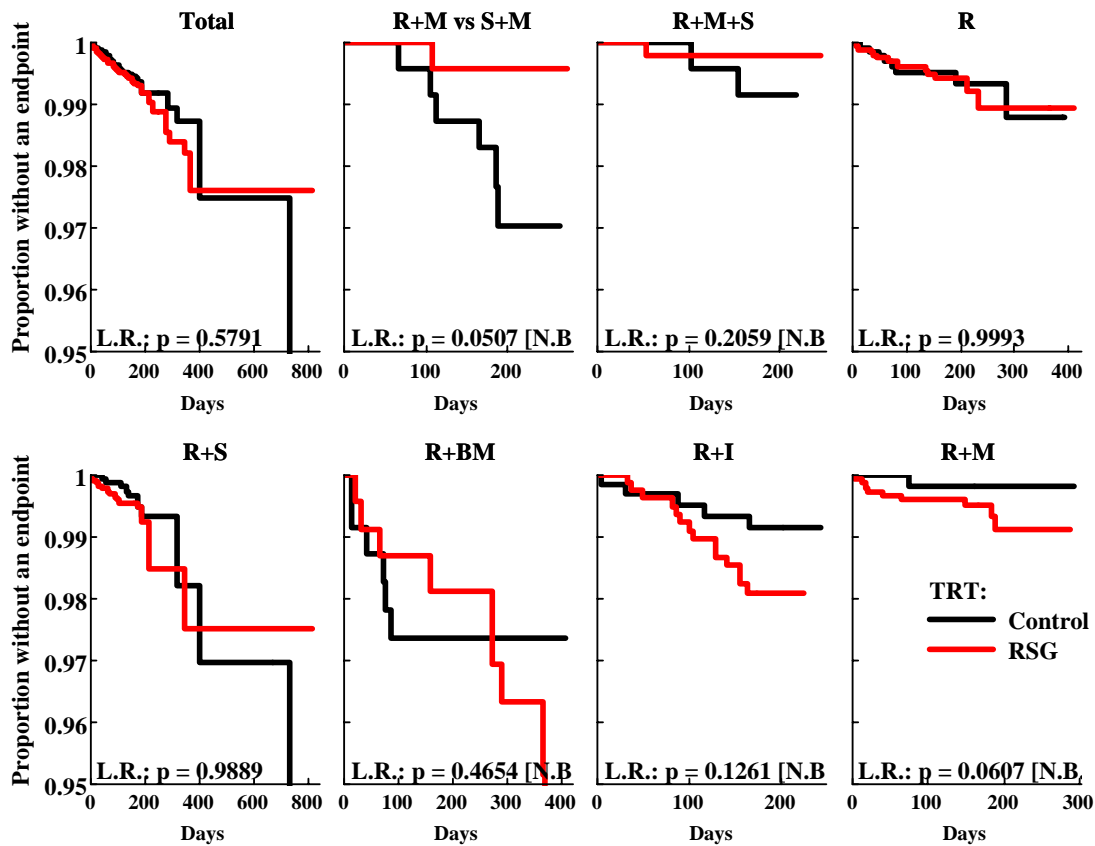 Total
R+M vs S+M
R+M+S
R
Proportion without an endpoint
1
0.99
0.98
0.97
0.96
0.95
L.R.; p = 0.5791
L.R.: p = 0.0507 [N.B
L.R.: p = 0.2059 [N.B
L.R.: p = 0.9993
0 200 400 600 800
0 100 200
0 100 200
0 100 200 300 400
Days
Days
Days
Days
R+S
R+BM
R+I
R+M
Proportion without an endpoint
1
0.99
0.98
0.97
0.96
0.95
TRT:
Control
RSG
L.R.; p = 0.9889
L.R.: p = 0.4654 [N.B
L.R.: p = 0.1261 [N.B
L.R.: p = 0.0607 [N.B.
0 200 400 600 800
0 100 200 300 400
0 100 200
0 100 200 300
Days
Days
Days
Days